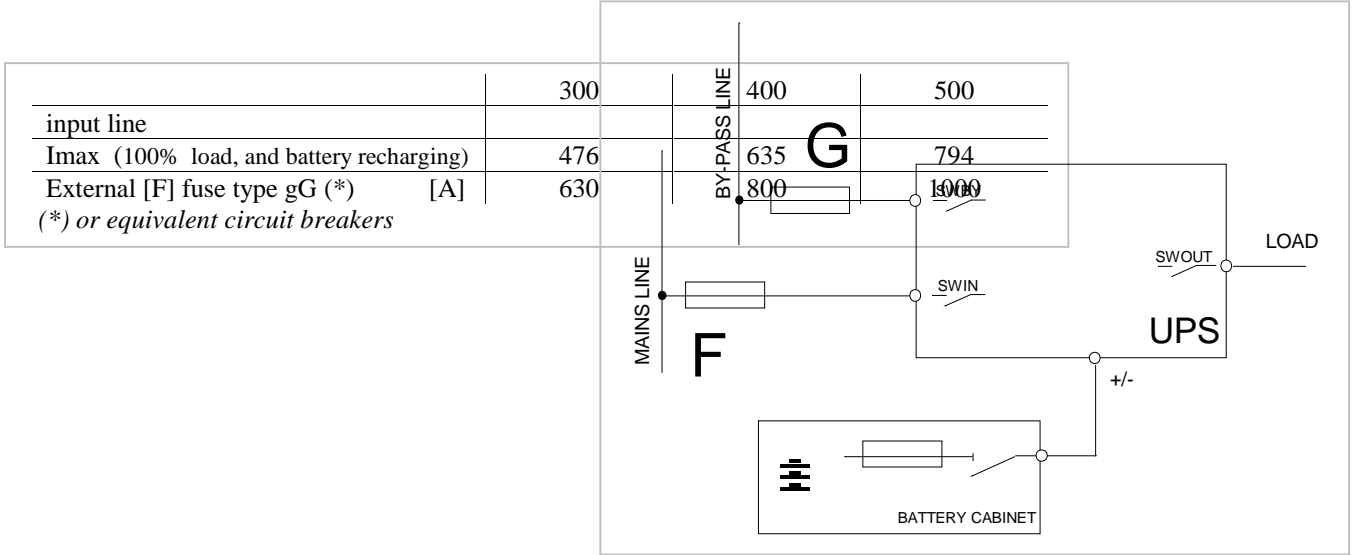 300 400 500
input line
Imax (100% load, and battery recharging) 476 635 794
External [F] fuse type gG (*) [A] 630 800 1000
(*) or equivalent circuit breakers
BY-PASS LINE
G
SWBY
MAINS LINE
F
SWIN
SWOUT
LOAD
UPS
+/-
BATTERY CABINET